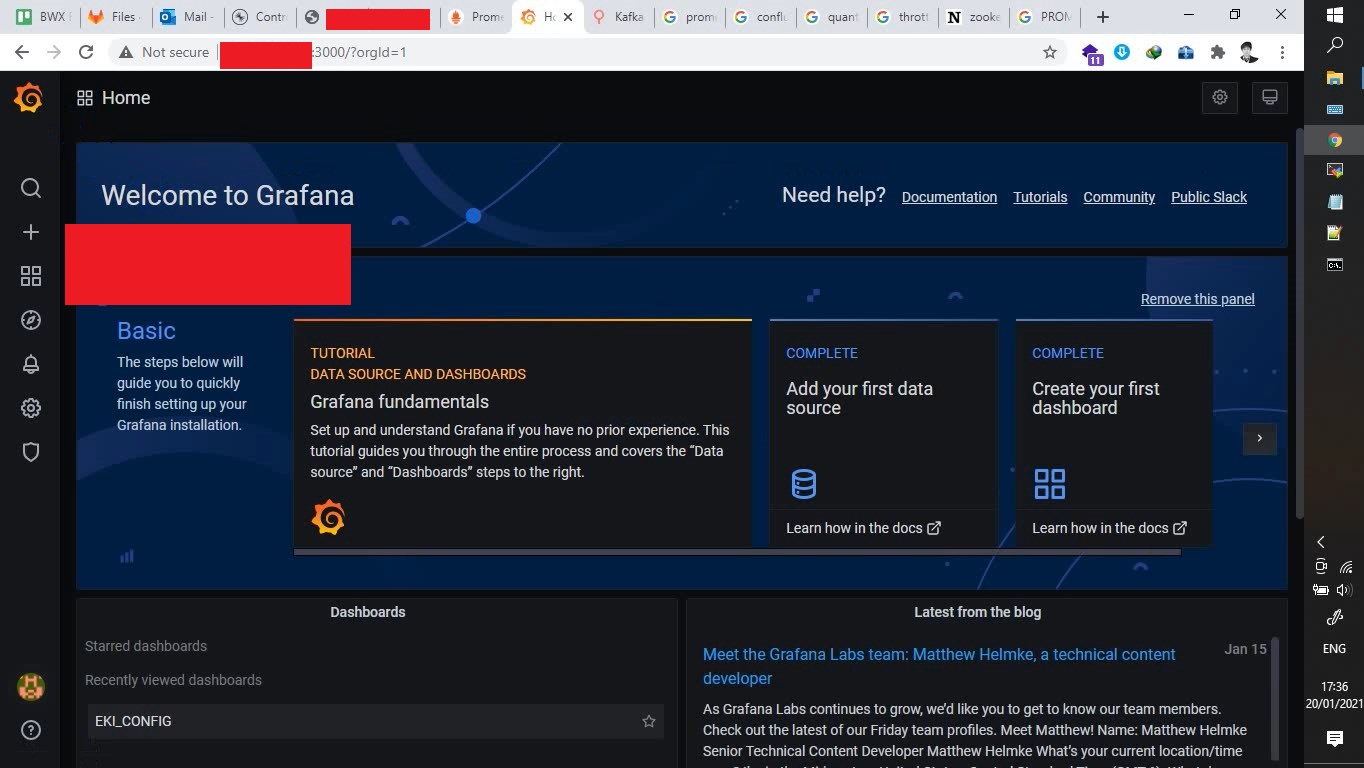 BWX
Files
Mail -
Contr
Prome
Ho
Kafka
prom
conflu
quant
thrott
zooke
PROM
Not secure
:3000/?orgId=1
11
Home
Welcome to Grafana
Need help?
Documentation
Tutorials
Community
Public Slack
Remove this panel
Basic
The steps below will
guide you to quickly
finish setting up your
Grafana installation.
TUTORIAL
DATA SOURCE AND DASHBOARDS
Grafana fundamentals
Set up and understand Grafana if you have no prior experience. This
tutorial guides you through the entire process and covers the “Data
source” and “Dashboards” steps to the right.
COMPLETE
Add your first data
source
Learn how in the docs
COMPLETE
Create your first
dashboard
Learn how in the docs
Dashboards
Starred dashboards
Recently viewed dashboards
EKI_CONFIG
Latest from the blog
Meet the Grafana Labs team: Matthew Helmke, a technical content
developer
Jan 15
As Grafana Labs continues to grow, we’d like you to get to know our team members.
Check out the latest of our Friday team profiles. Meet Matthew! Name: Matthew Helmke
Senior Technical Content Developer Matthew Helmke What’s your current location/time
ENG
17:36
20/01/2021